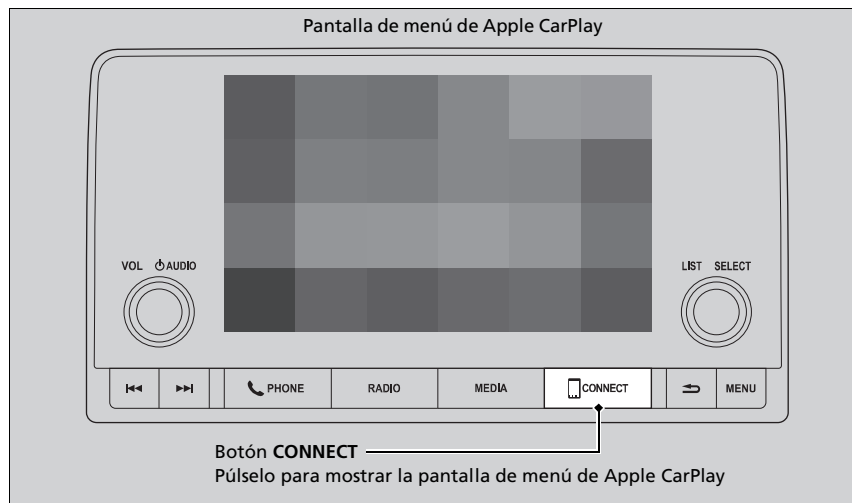 Pantalla de menú de Apple CarPlay
VOL AUDIO
LIST SELECT
PHONE RADIO MEDIA CONNECT MENU
Botón CONNECT
Púlselo para mostrar la pantalla de menú de Apple CarPlay